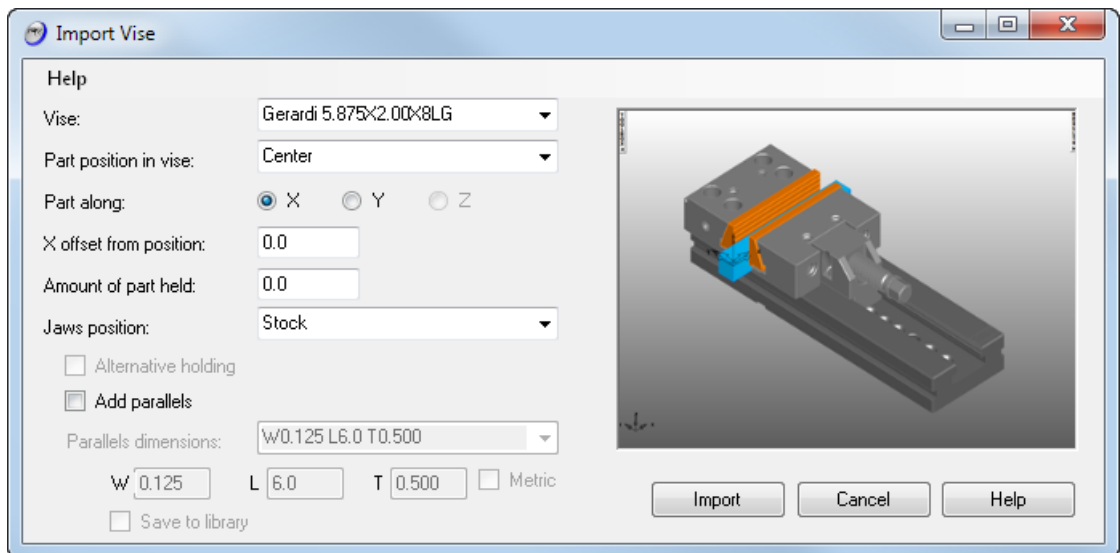 Import Vise
Help
Vise: Gerardi 5.875X2.00X8LG
Part position in vise: Center
Part along: X Y Z
X offset from position: 0.0
Amount of part held: 0.0
Jaws position: Stock
Alternative holding
Add parallels
Parallels dimensions: W0.125 L6.0 T0.500
W 0.125 L 6.0 T 0.500 Metric
Save to library
Import Cancel Help